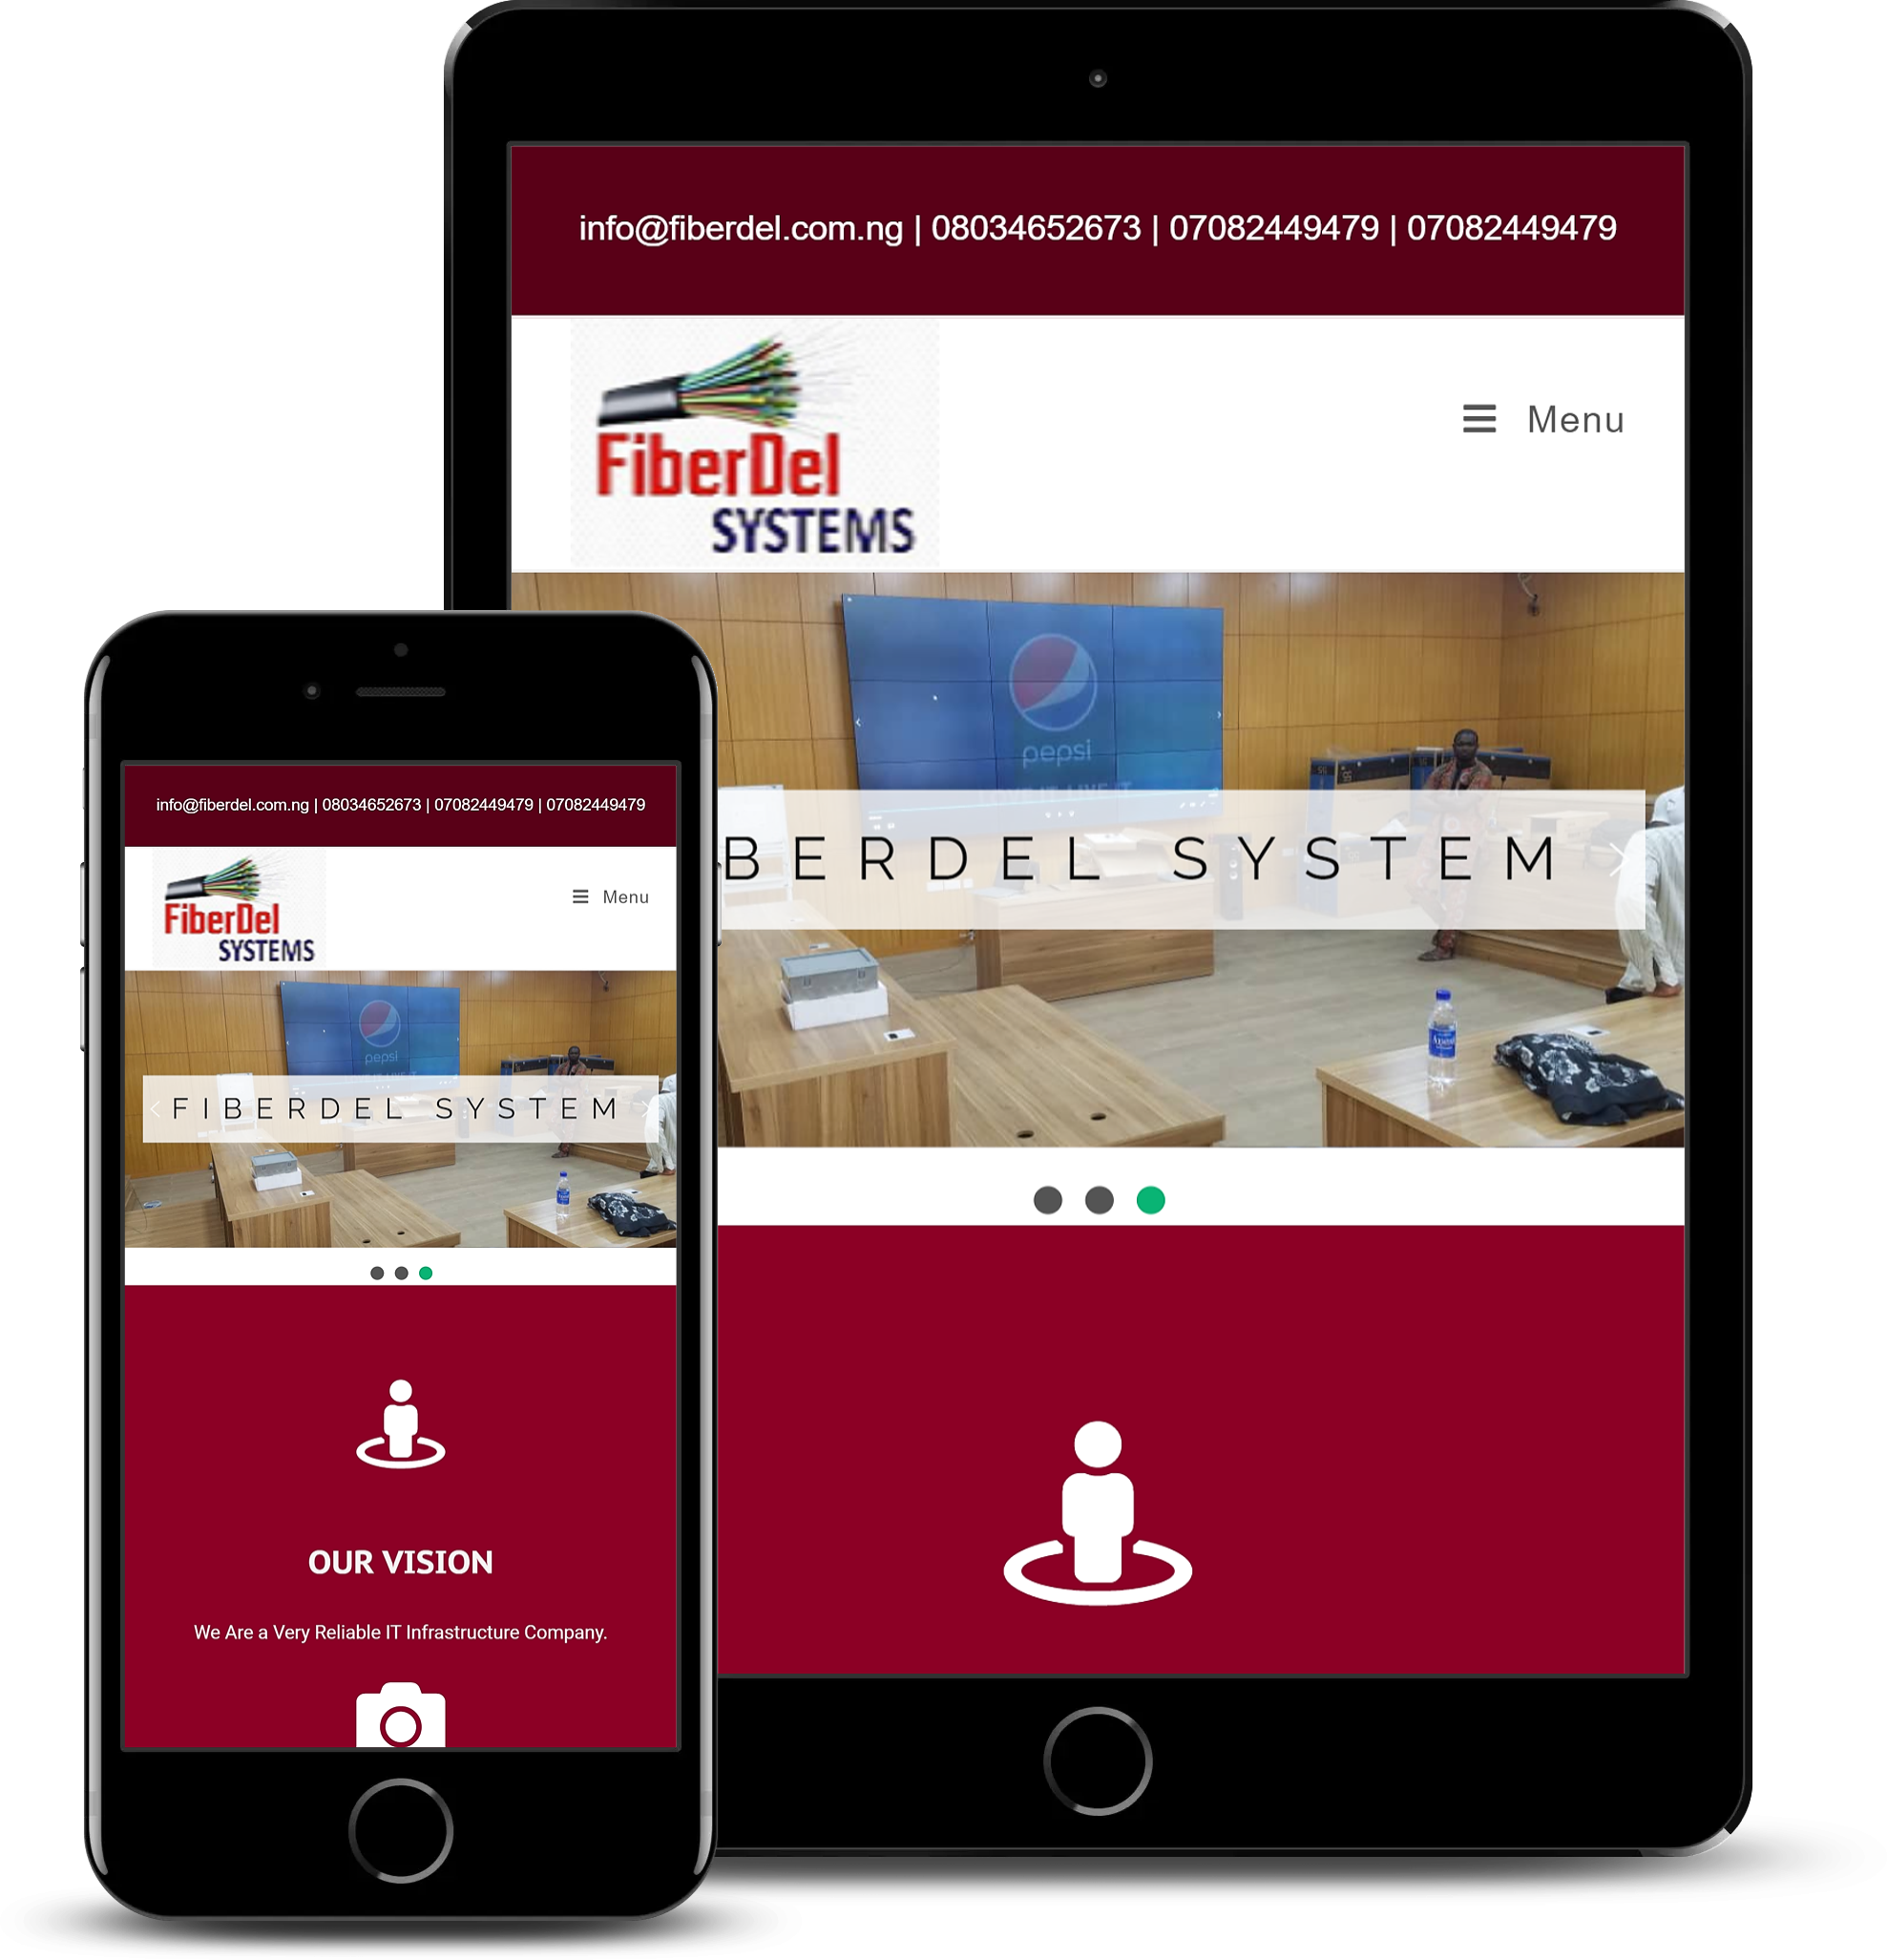 info@fiberdel.com.ng | 08034652673 | 07082449479 | 07082449479
FiberDel
SYSTEMS
Menu
pepsi
BERDEL SYSTEM
info@fiberdel.com.ng | 08034652673 | 07082449479 | 07082449479
FiberDel
SYSTEMS
Menu
pepsi
FIBERDEL SYSTEM
OUR VISION
We Are a Very Reliable IT Infrastructure Company.